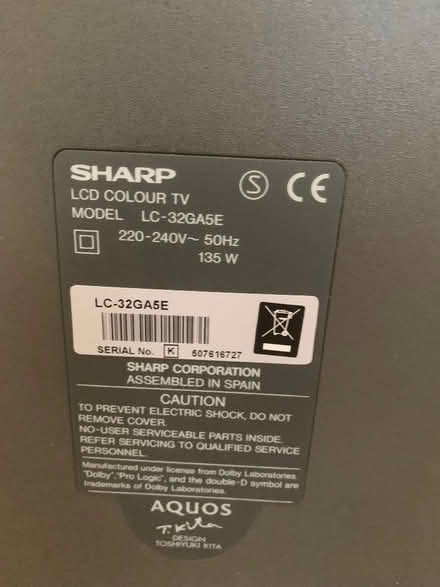 SHARP
LCD COLOUR TV
MODEL LC-32GA5E
220-240V~ 50Hz
135 W
S
CE
LC-32GA5E
SERIAL No. K 507616727
SHARP CORPORATION
ASSEMBLED IN SPAIN
CAUTION
TO PREVENT ELECTRIC SHOCK, DO NOT
REMOVE COVER.
NO-USER SERVICEABLE PARTS INSIDE.
REFER SERVICING TO QUALIFIED SERVICE
PERSONNEL.
Manufactured under license from Dolby Laboratories.
"Dolby","Pro Logic", and the double-D symbol are
trademarks of Dolby Laboratories.
AQUOS
T. Kita
DESIGN
TOSHIYUKI KITA